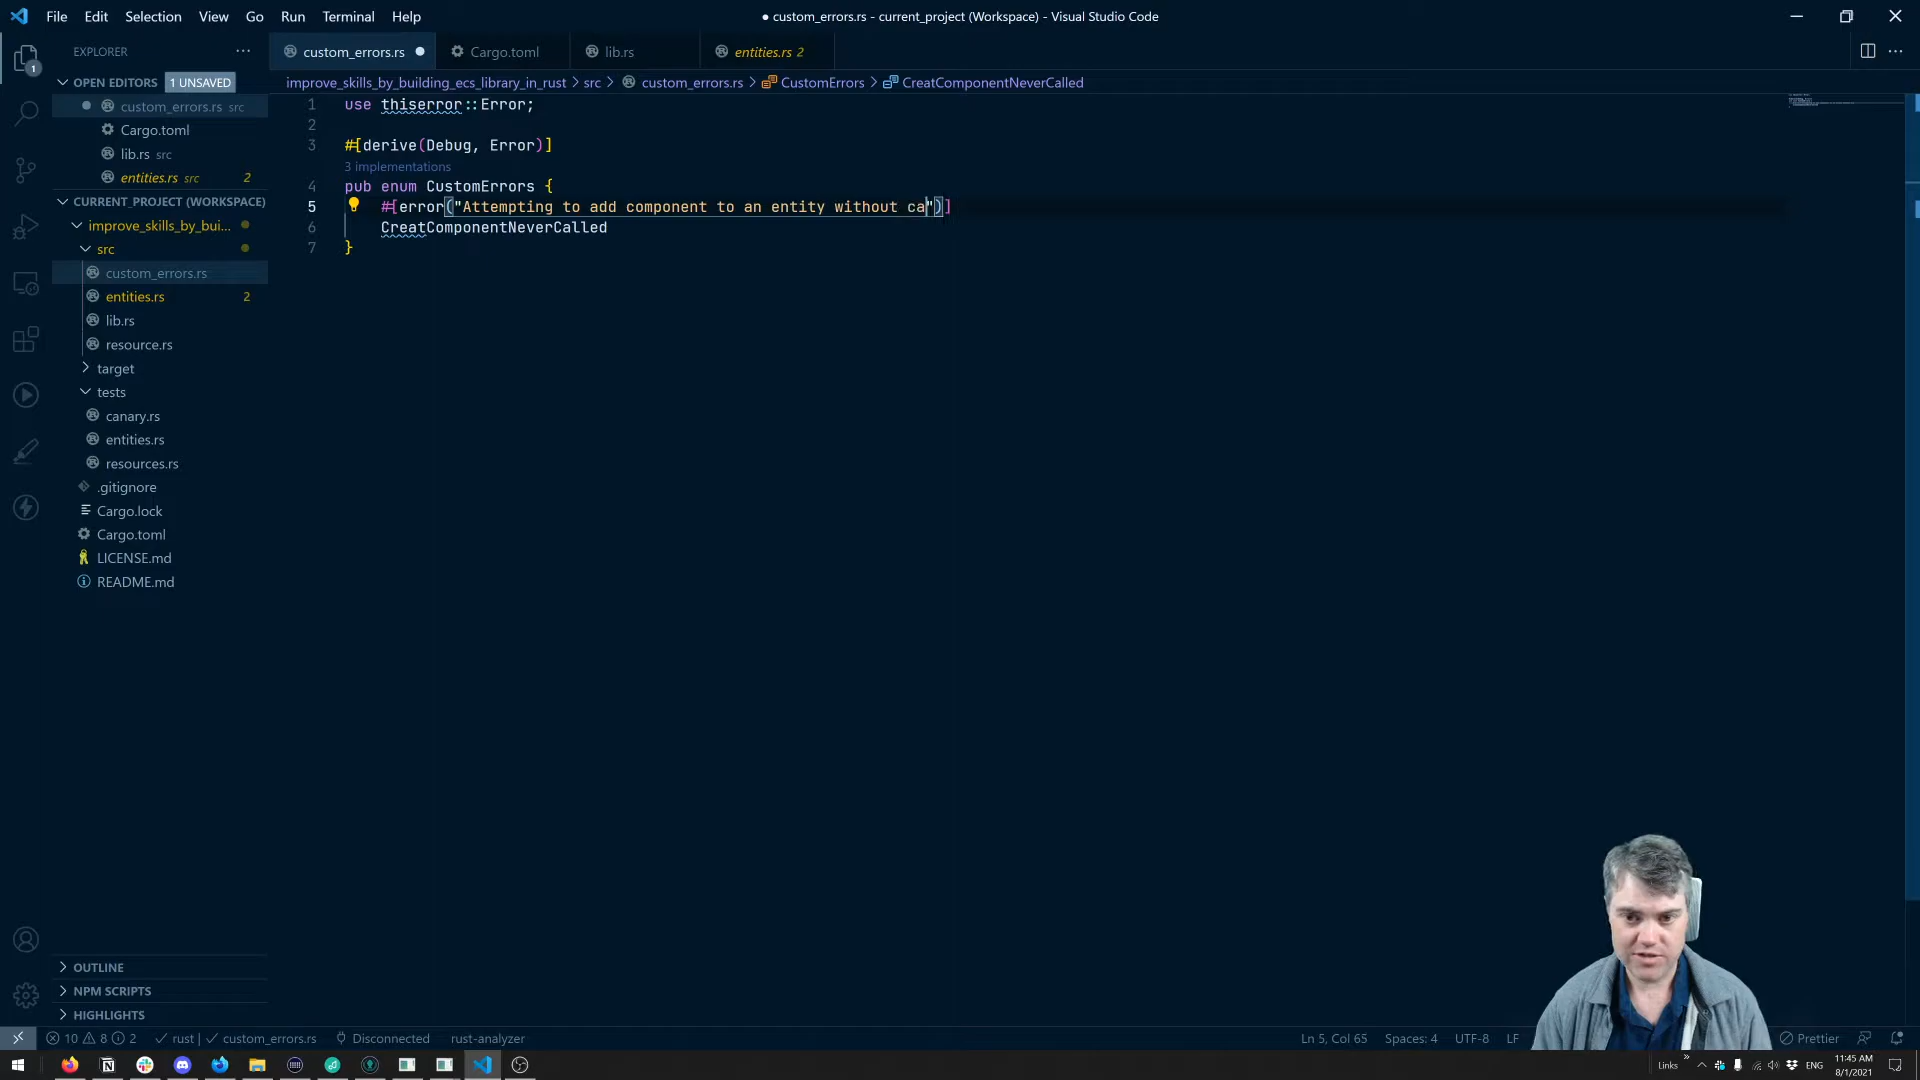 File Edit Selection View Go Run Terminal Help
● custom_errors.rs - current_project (Workspace) - Visual Studio Code
EXPLORER
custom_errors.rs Cargo.toml lib.rs entities.rs 2
OPEN EDITORS 1 UNSAVED
custom_errors.rs src
Cargo.toml
lib.rs src
entities.rs src 2
CURRENT_PROJECT (WORKSPACE)
improve_skills_by_bui...
src
custom_errors.rs
entities.rs 2
lib.rs
resource.rs
target
tests
canary.rs
entities.rs
resources.rs
.gitignore
Cargo.lock
Cargo.toml
LICENSE.md
README.md
OUTLINE
NPM SCRIPTS
HIGHLIGHTS
improve_skills_by_building_ecs_library_in_rust > src > custom_errors.rs > CustomErrors > CreatComponentNeverCalled
1 use thiserror::Error;
2
3 #[derive(Debug, Error)]
3 implementations
4 pub enum CustomErrors {
5 #[error("Attempting to add component to an entity without ca")]
6 CreatComponentNeverCalled
7 }
10 8 2 rust | custom_errors.rs Disconnected rust-analyzer
Ln 5, Col 65 Spaces: 4 UTF-8 LF Prettier
Links ENG 11:45 AM
8/1/2021
1